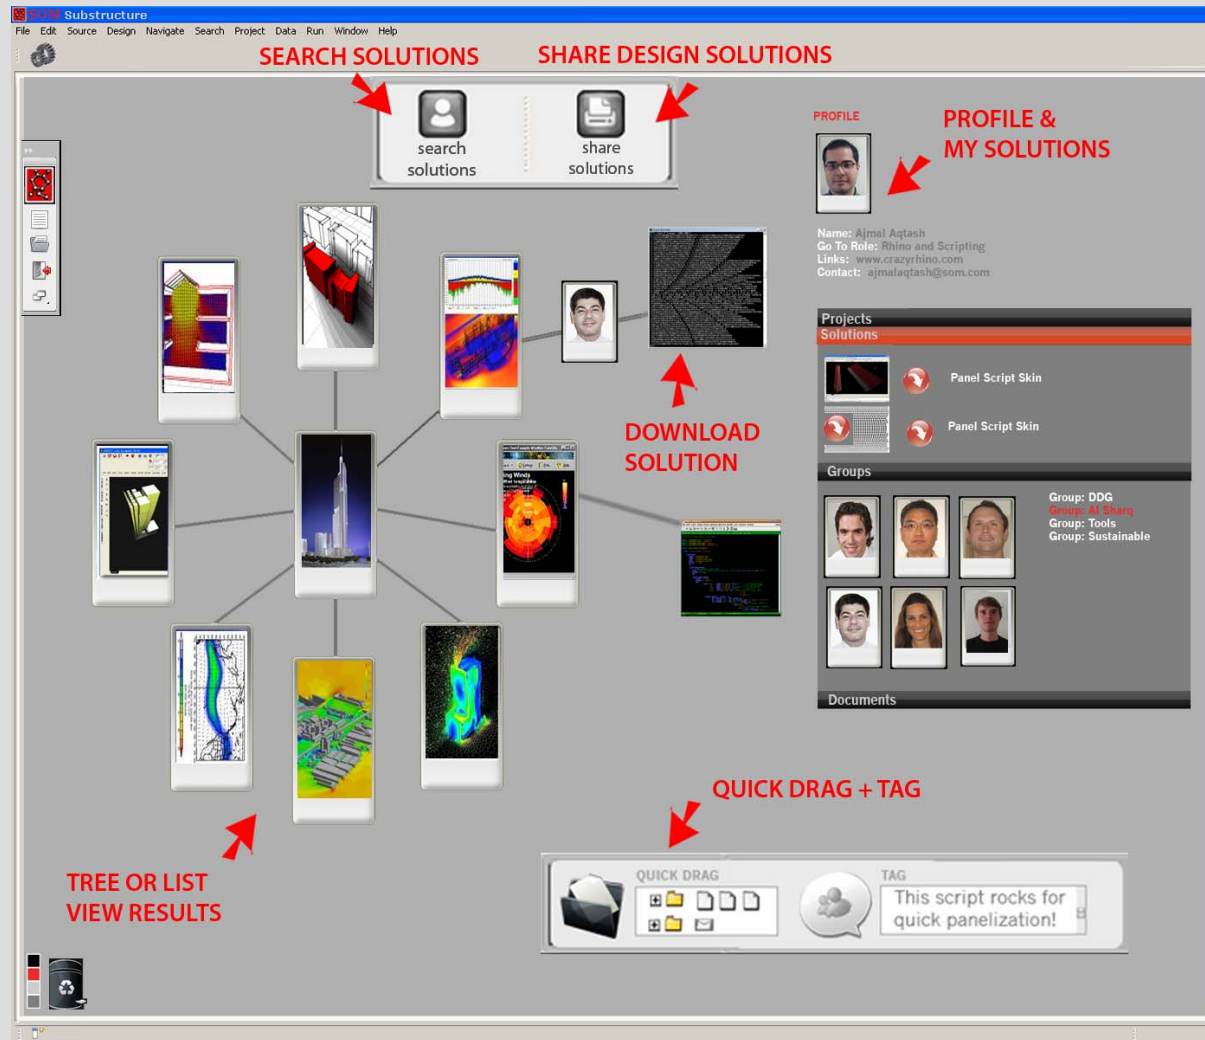 SOM Substructure
File Edit Source Design Navigate Search Project Data Run Window Help
SEARCH SOLUTIONS
SHARE DESIGN SOLUTIONS
search
solutions
share
solutions
PROFILE
PROFILE &
MY SOLUTIONS
Name: Ajmal Aqtash
Go To Role: Rhino and Scripting
Links: www.crazyrhino.com
Contact: ajmalaqtash@som.com
Projects
Solutions
Panel Script Skin
Panel Script Skin
DOWNLOAD
SOLUTION
ing Winds
Groups
Group: DDG
Group: Al Sharq
Group: Tools
Group: Sustainable
Documents
QUICK DRAG + TAG
TREE OR LIST
VIEW RESULTS
QUICK DRAG
TAG
This script rocks for
quick panelization!